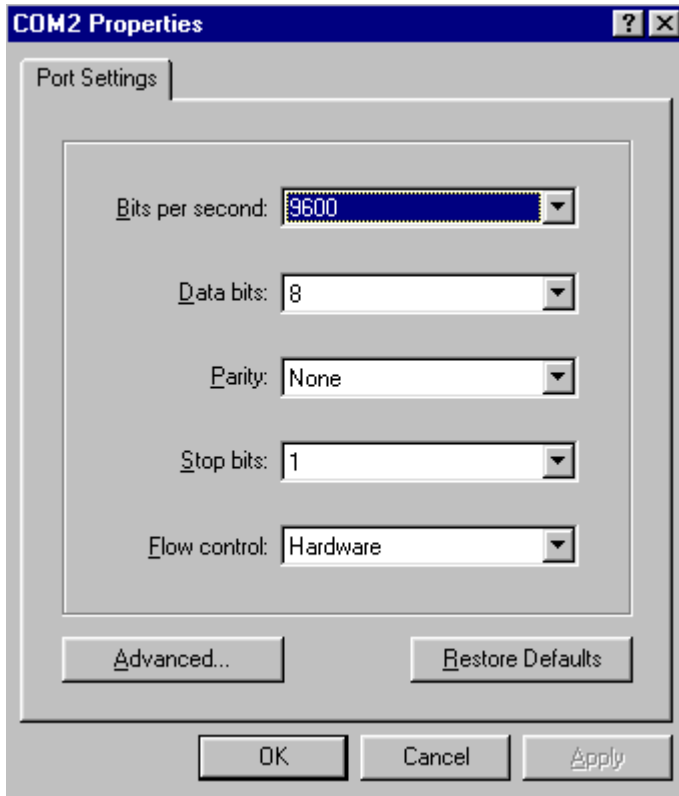 COM2 Properties
Port Settings
Bits per second: 9600
Data bits: 8
Parity: None
Stop bits: 1
Flow control: Hardware
Advanced... Restore Defaults
OK Cancel Apply